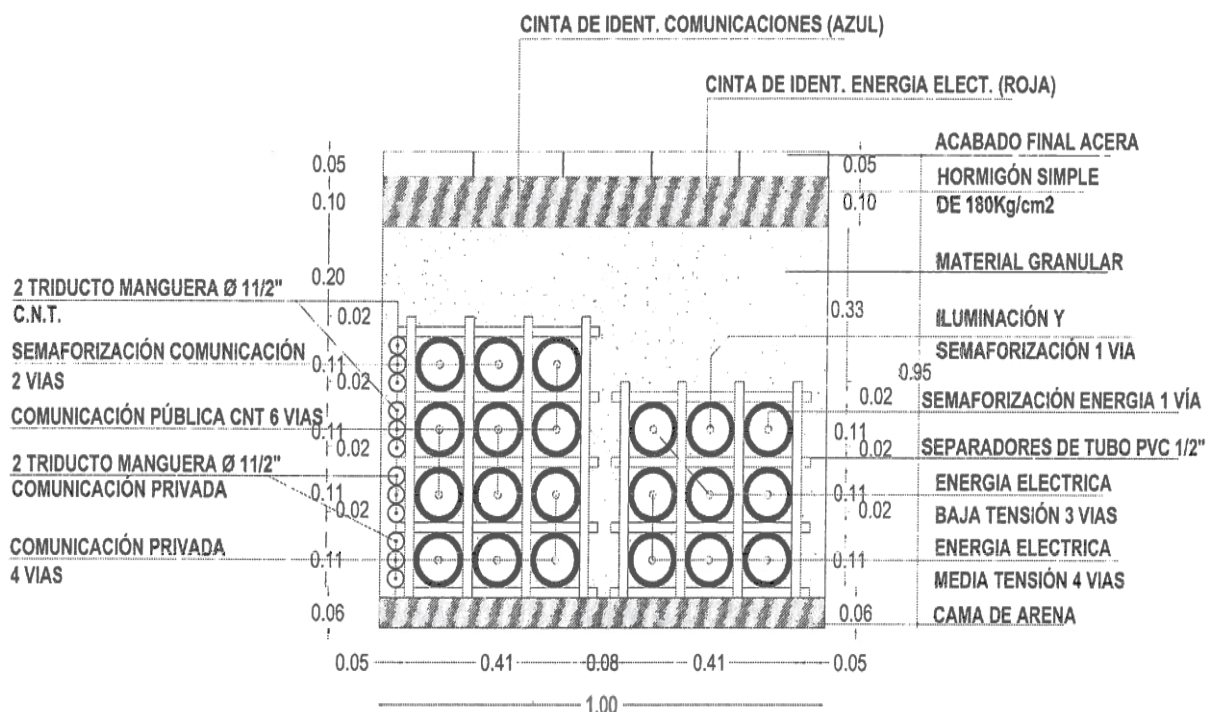 CINTA DE IDENT. COMUNICACIONES (AZUL)
CINTA DE IDENT. ENERGIA ELECT. (ROJA)
ACABADO FINAL ACERA
HORMIGÓN SIMPLE
DE 180Kg/cm2
MATERIAL GRANULAR
ILUMINACIÓN Y
SEMAFORIZACIÓN 1 VIA
SEMAFORIZACIÓN ENERGIA 1 VÍA
SEPARADORES DE TUBO PVC 1/2"
ENERGIA ELECTRICA
BAJA TENSIÓN 3 VIAS
ENERGIA ELECTRICA
MEDIA TENSIÓN 4 VIAS
CAMA DE ARENA
2 TRIDUCTO MANGUERA Ø 11/2"
C.N.T.
SEMAFORIZACIÓN COMUNICACIÓN
2 VIAS
COMUNICACIÓN PÚBLICA CNT 6 VIAS
2 TRIDUCTO MANGUERA Ø 11/2"
COMUNICACIÓN PRIVADA
COMUNICACIÓN PRIVADA
4 VIAS
0.05
0.10
0.20
0.02
0.11
0.02
0.11
0.02
0.11
0.02
0.11
0.06
0.05
0.10
0.33
0.95
0.02
0.11
0.02
0.11
0.02
0.11
0.06
0.05
0.41
0.08
0.41
0.05
1.00